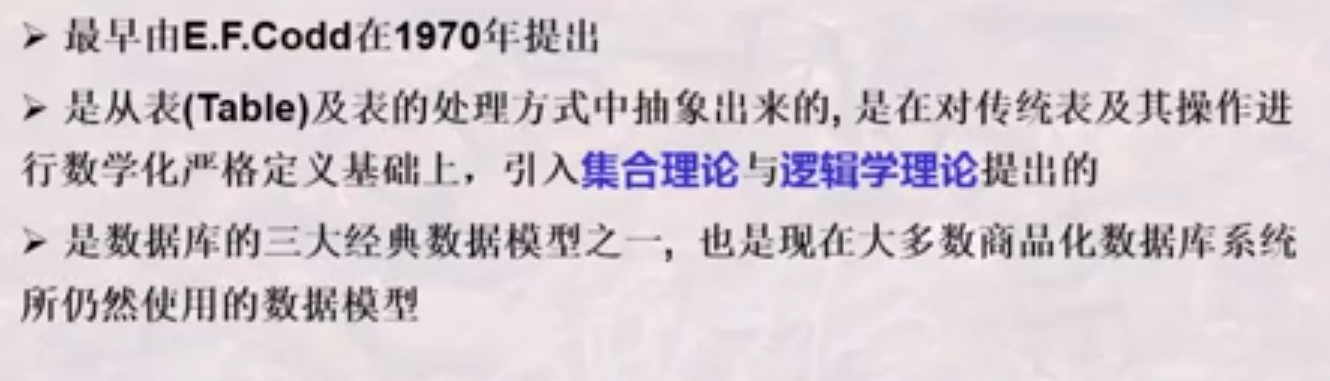 ➢ 最早由E.F.Codd在1970年提出
➢ 是从表(Table)及表的处理方式中抽象出来的, 是在对传统表及其操作进
行数学化严格定义基础上，引入集合理论与逻辑学理论提出的
➢ 是数据库的三大经典数据模型之一，也是现在大多数商品化数据库系统
所仍然使用的数据模型